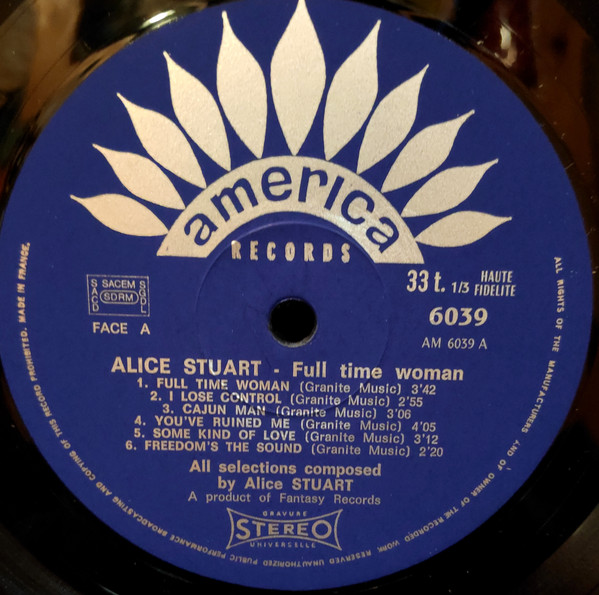 america
RECORDS
33 t. 1/3 HAUTE FIDELITE
6039
AM 6039 A
SACD SACEM SGDL
SDRM
FACE A
ALICE STUART - Full time woman
1. FULL TIME WOMAN (Granite Music) 3'42
2. I LOSE CONTROL (Granite Music) 2'55
3. CAJUN MAN (Granite Music) 3'06
4. YOU'VE RUINED ME (Granite Music) 4'05
5. SOME KIND OF LOVE (Granite Music) 3'12
6. FREEDOM'S THE SOUND (Granite Music) 2'20
All selections composed
by Alice STUART
A product of Fantasy Records
GRAVURE
STEREO
UNIVERSELLE
ALL RIGHTS OF THE MANUFACTURERS AND OF OWNER OF THE RECORDED WORK RESERVED UNAUTHORIZED PUBLIC PERFORMANCE BROADCASTING AND COPYING OF THIS RECORD PROHIBITED. MADE IN FRANCE.